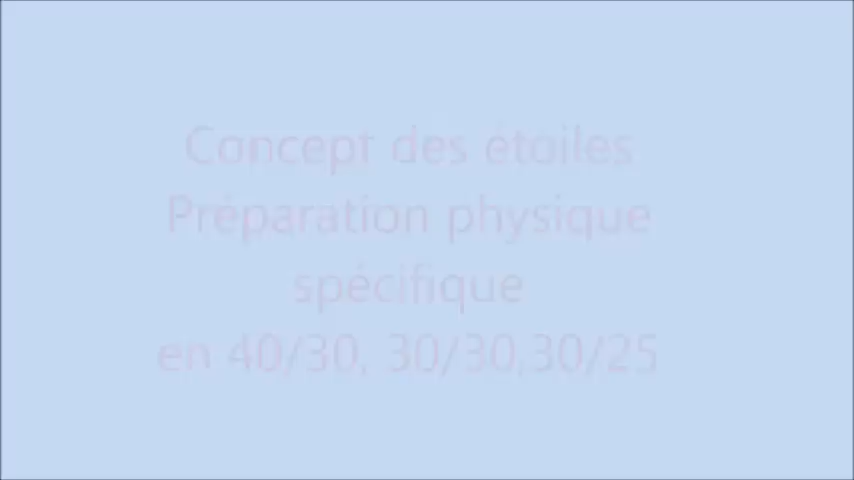 Concept des étoiles
Préparation physique
spécifique
en 40/30, 30/30,30/25